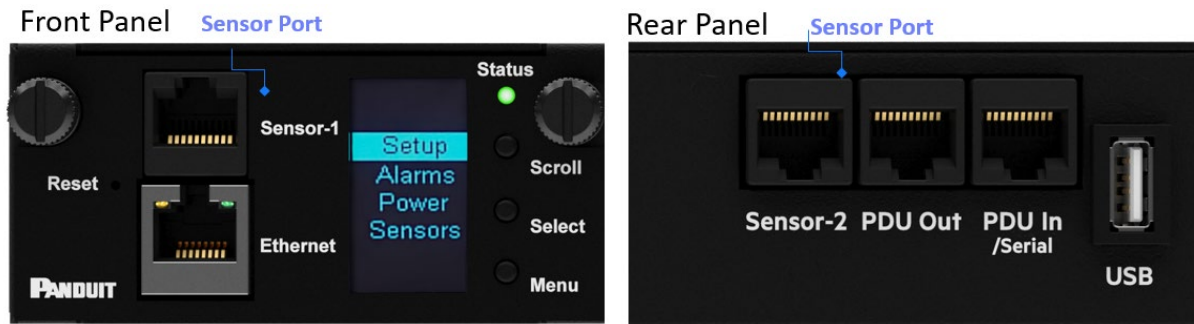 Front Panel
Sensor Port
Status
Sensor-1
Setup
Alarms
Power
Sensors
Scroll
Reset
Select
Ethernet
Menu
PANDUIT
Rear Panel
Sensor Port
Sensor-2
PDU Out
PDU In
/Serial
USB